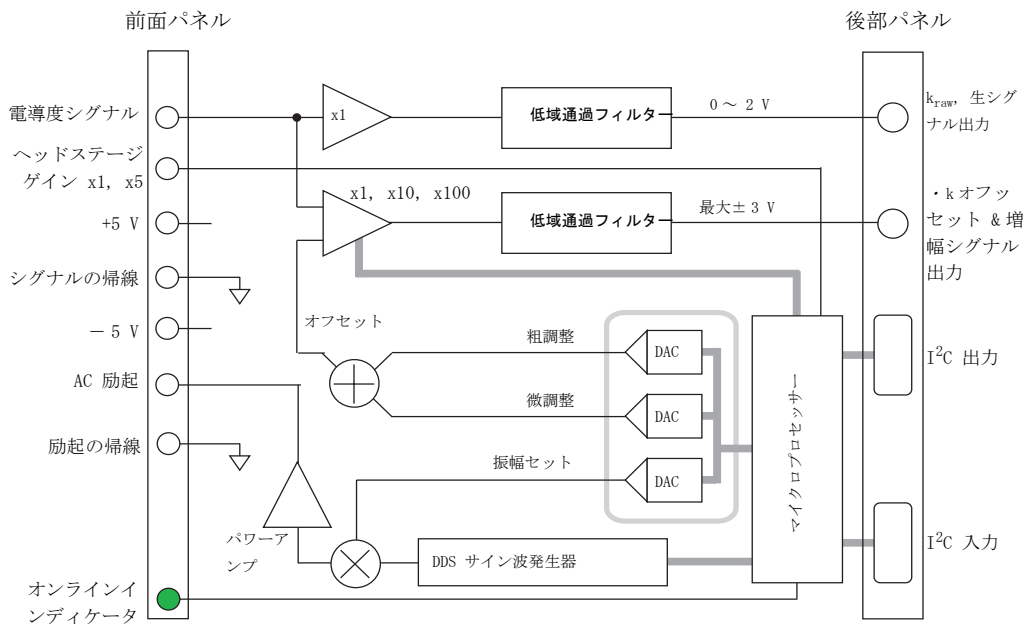 前面パネル
後部パネル
電導度シグナル
ヘッドステージ
ゲイン x1, x5
+5 V
シグナルの帰線
－ 5 V
AC 励起
励起の帰線
オンラインイ
ンディケータ
x1
低域通過フィルター
0 ～ 2 V
x1, x10, x100
低域通過フィルター
最大± 3 V
オフセット
粗調整
DAC
微調整
DAC
振幅セット
DAC
パワーア
ンプ
DDS サイン波発生器
マイクロプロセッサー
kraw, 生シグ
ナル出力
・k オフッ
セット & 増
幅シグナル
出力
I²C 出力
I²C 入力